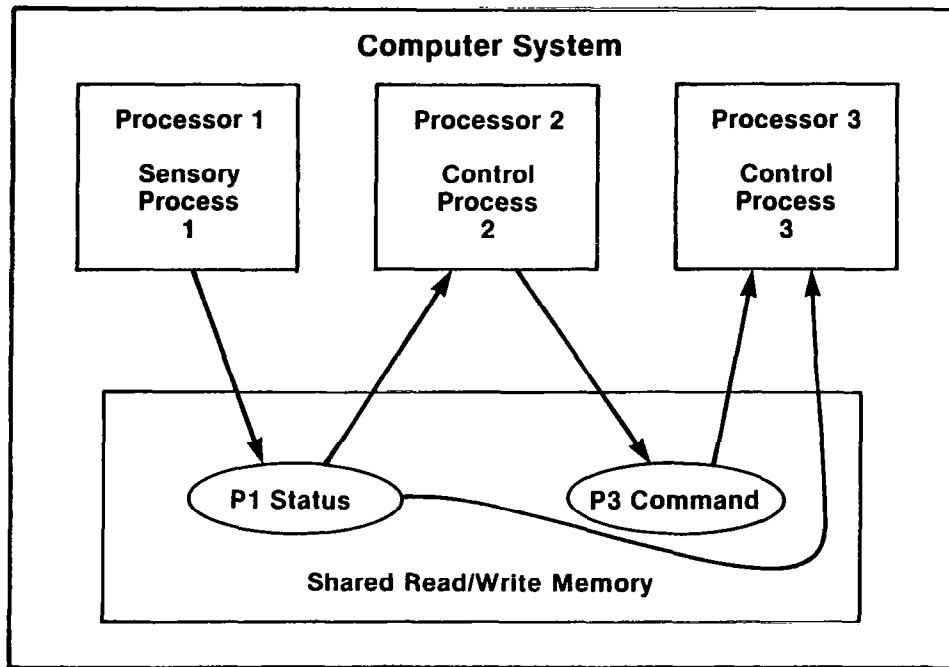 Computer System
Processor 1
Sensory
Process
1
Processor 2
Control
Process
2
Processor 3
Control
Process
3
P1 Status
P3 Command
Shared Read/Write Memory